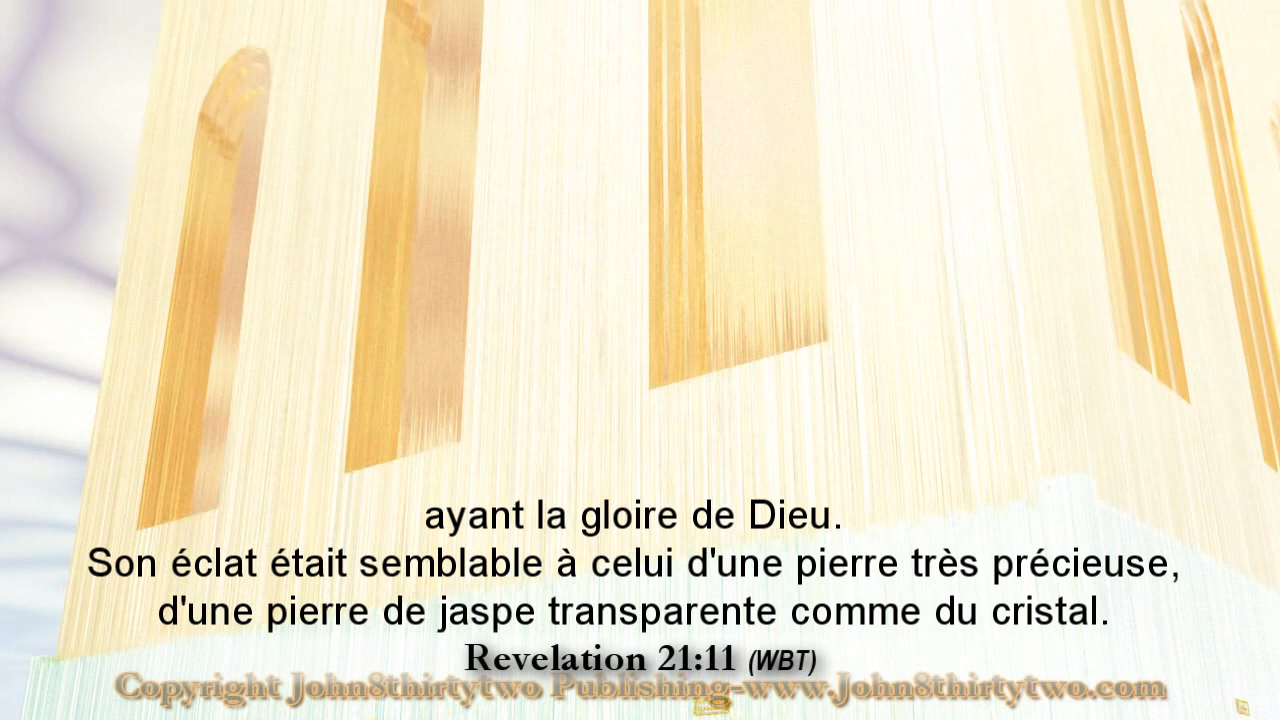 ayant la gloire de Dieu.
Son éclat était semblable à celui d'une pierre très précieuse,
d'une pierre de jaspe transparente comme du cristal.
Revelation 21:11 (WBT)
Copyright John8thirtytwo Publishing-www.John8thirtytwo.com